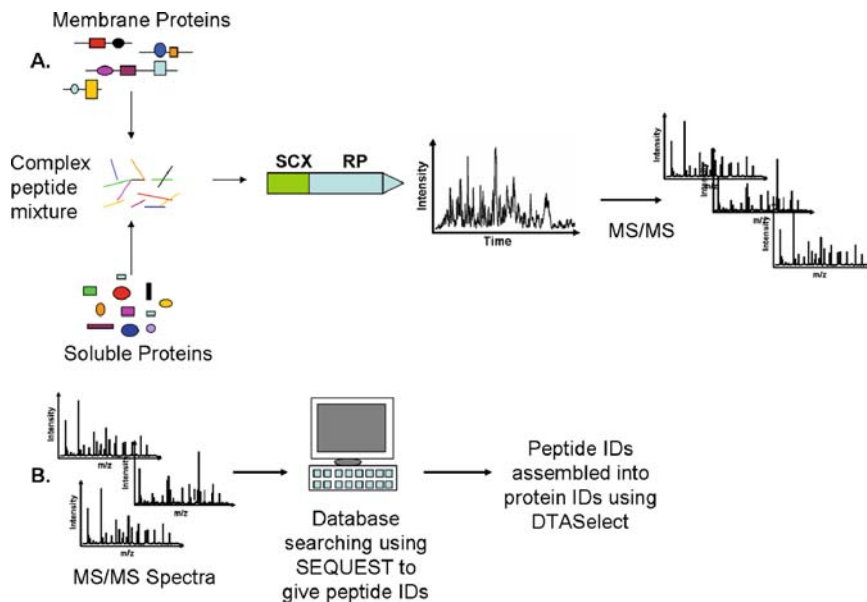 Membrane Proteins
A.
Complex
peptide
mixture
SCX RP
Intensity
Time
MS/MS
Intensity
m/z
Intensity
m/z
Intensity
m/z
Soluble Proteins
B.
Intensity
m/z
Intensity
m/z
Intensity
m/z
MS/MS Spectra
Database
searching using
SEQUEST to
give peptide IDs
Peptide IDs
assembled into
protein IDs using
DTASelect